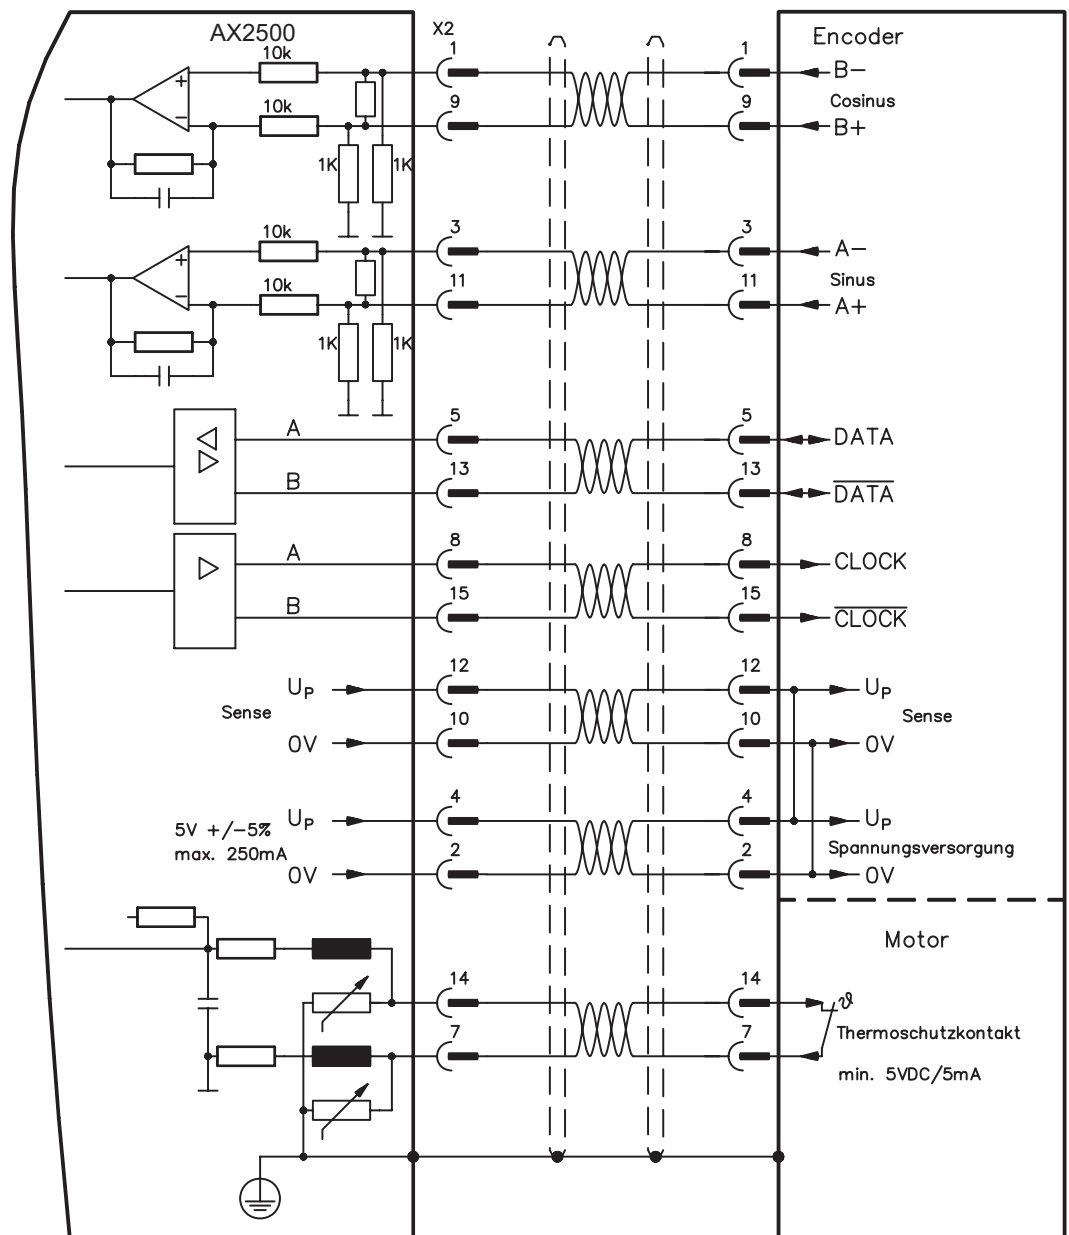 AX2500 X2 Encoder
10k 1 1 B−
+ Cosinus
10k 9 9 B+
−
1K 1K
10k 3 3 A−
+ Sinus
10k 11 11 A+
−
1K 1K
A 5 5 DATA
B 13 13 DATA
A 8 8 CLOCK
B 15 15 CLOCK
UP 12 12 UP
Sense Sense
0V 10 10 0V
UP 4 4 UP
5V +/−5%
max. 250mA Spannungsversorgung
0V 2 2 0V
Motor
14 14 ϑ
7 7 Thermoschutzkontakt
min. 5VDC/5mA